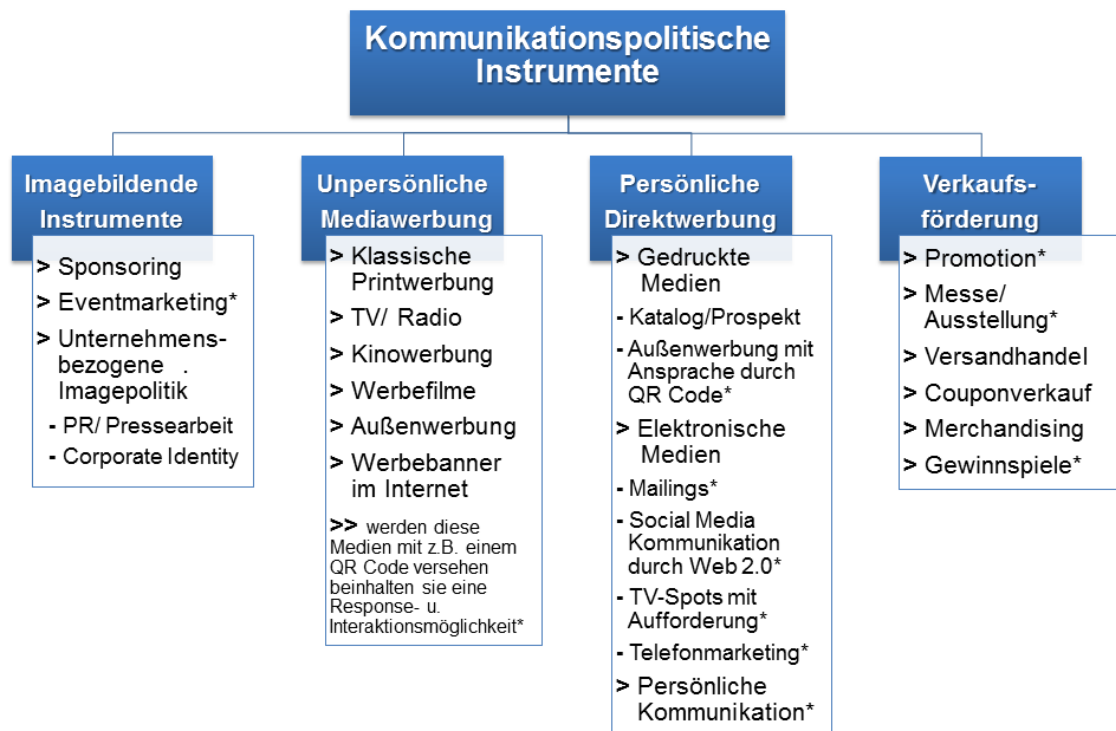 Kommunikationspolitische
Instrumente
Imagebildende
Instrumente
> Sponsoring
> Eventmarketing*
> Unternehmens-
bezogene .
Imagepolitik
- PR/ Pressearbeit
- Corporate Identity
Unpersönliche
Mediawerbung
> Klassische
Printwerbung
> TV/ Radio
> Kinowerbung
> Werbefilme
> Außenwerbung
> Werbebanner
im Internet
>> werden diese
Medien mit z.B. einem
QR Code versehen
beinhalten sie eine
Response- u.
Interaktionsmöglichkeit*
Persönliche
Direktwerbung
> Gedruckte
Medien
- Katalog/Prospekt
- Außenwerbung mit
Ansprache durch
QR Code*
> Elektronische
Medien
- Mailings*
- Social Media
Kommunikation
durch Web 2.0*
- TV-Spots mit
Aufforderung*
- Telefonmarketing*
> Persönliche
Kommunikation*
Verkaufs-
förderung
> Promotion*
> Messe/
Ausstellung*
> Versandhandel
> Couponverkauf
> Merchandising
> Gewinnspiele*